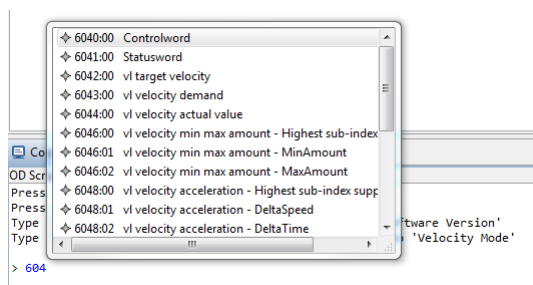 6040:00 Controlword
6041:00 Statusword
6042:00 vl target velocity
6043:00 vl velocity demand
6044:00 vl velocity actual value
6046:00 vl velocity min max amount - Highest sub-index
6046:01 vl velocity min max amount - MinAmount
6046:02 vl velocity min max amount - MaxAmount
6048:00 vl velocity acceleration - Highest sub-index supp
6048:01 vl velocity acceleration - DeltaSpeed
6048:02 vl velocity acceleration - DeltaTime
Co
OD Scr
Press
Press
Type ftware Version'
Type 'Velocity Mode'
> 604